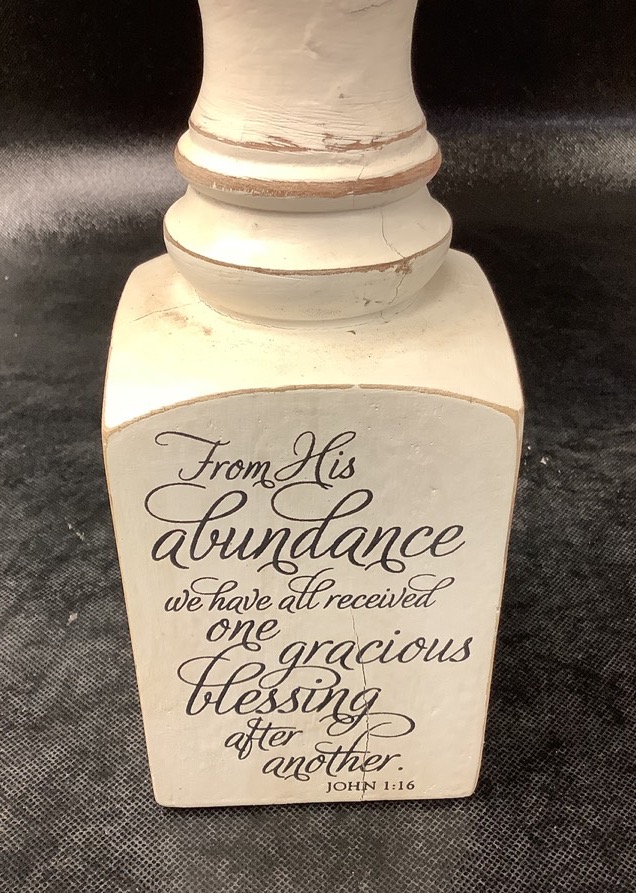 From His
abundance
we have all received
one
gracious
blessing
after
another.
JOHN 1:16